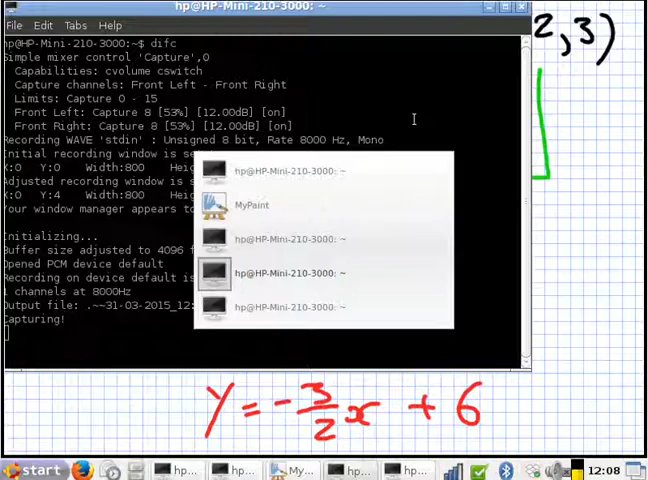 hp@HP-Mini-210-3000: ~
File Edit Tabs Help
2,3)
hp@HP-Mini-210-3000:~$ difc
Simple mixer control 'Capture',0
Capabilities: cvolume cswitch
Capture channels: Front Left - Front Right
Limits: Capture 0 - 15
Front Left: Capture 8 [53%] [12.00dB] [on]
Front Right: Capture 8 [53%] [12.00dB] [on]
Recording WAVE 'stdin' : Unsigned 8 bit, Rate 8000 Hz, Mono
Initial recording window is se
X:0 Y:0 Width:800 Heig
Adjusted recording window is s
X:0 Y:4 Width:800 Heig
Your window manager appears to
Initializing...
Buffer size adjusted to 4096 f
Opened PCM device default
Recording on device default is
1 channels at 8000Hz
Output file: .~~31-03-2015_12:
Capturing!
hp@HP-Mini-210-3000: ~
MyPaint
hp@HP-Mini-210-3000: ~
hp@HP-Mini-210-3000: ~
hp@HP-Mini-210-3000: ~
y = -3/2 x + 6
start hp... hp... My... hp... hp... 12:08